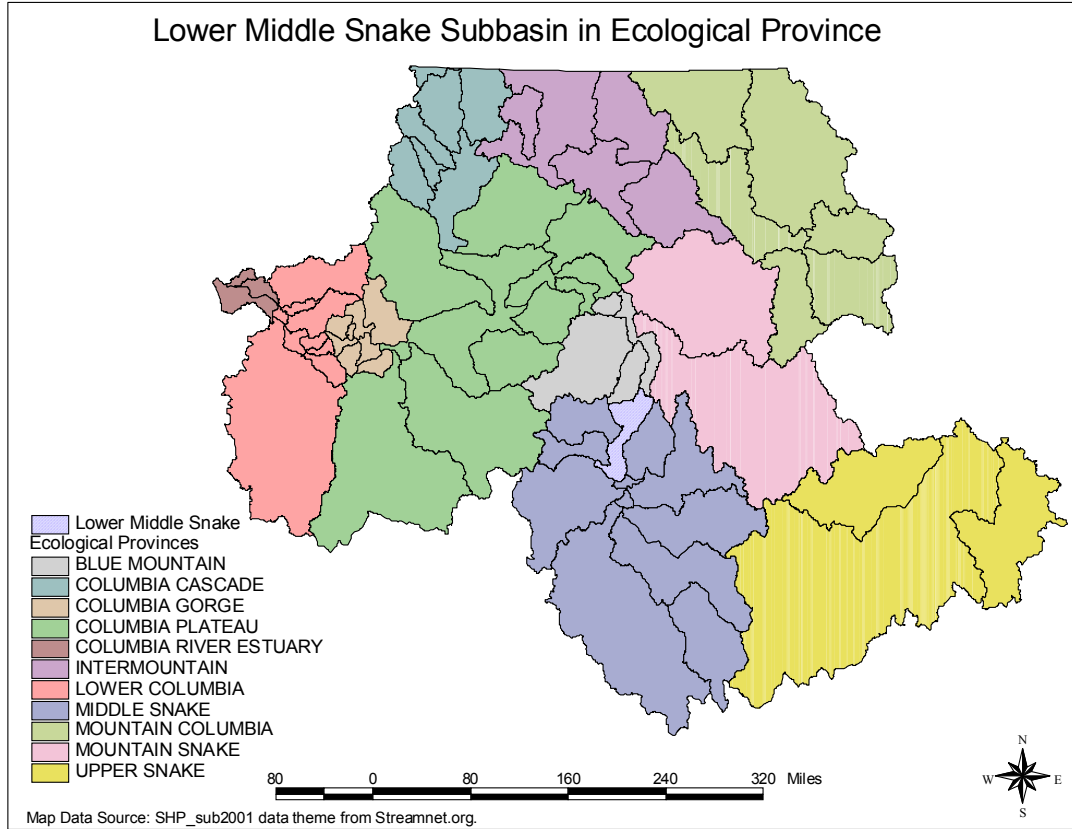 Lower Middle Snake Subbasin in Ecological Province
Lower Middle Snake
Ecological Provinces
BLUE MOUNTAIN
COLUMBIA CASCADE
COLUMBIA GORGE
COLUMBIA PLATEAU
COLUMBIA RIVER ESTUARY
INTERMOUNTAIN
LOWER COLUMBIA
MIDDLE SNAKE
MOUNTAIN COLUMBIA
MOUNTAIN SNAKE
UPPER SNAKE
80 0 80 160 240 320 Miles
N
W E
S
Map Data Source: SHP_sub2001 data theme from Streamnet.org.